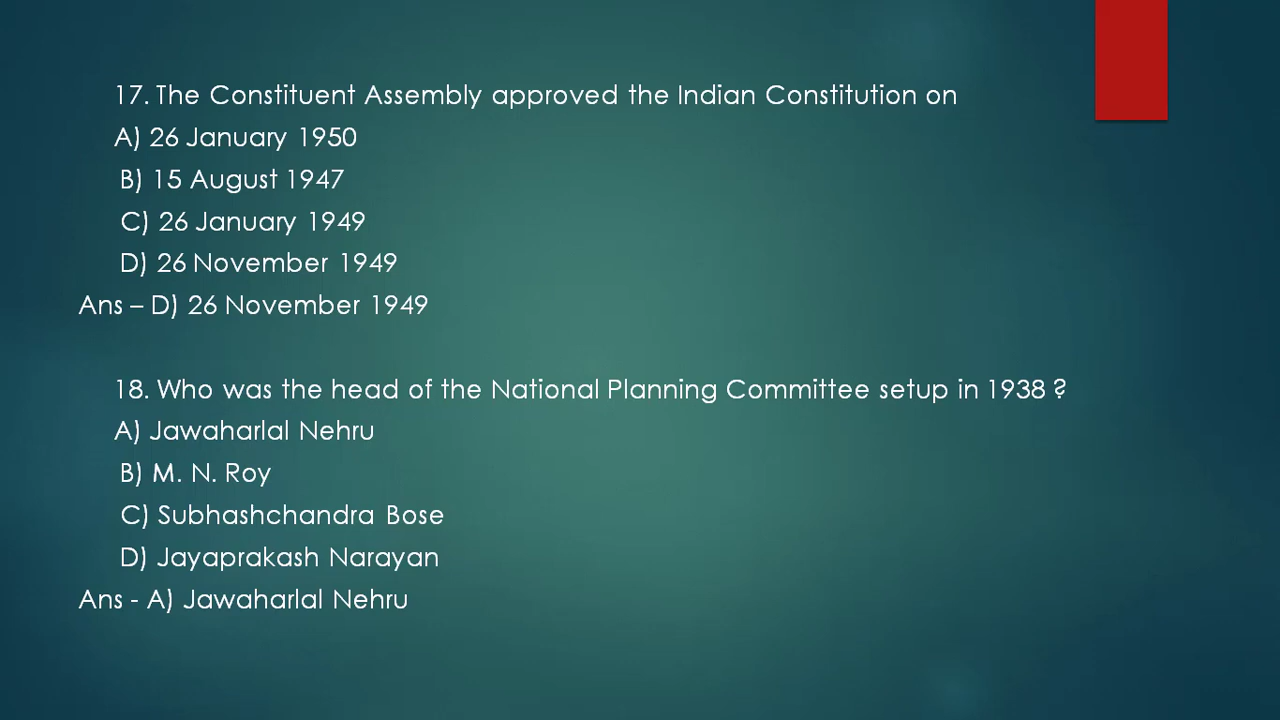 17. The Constituent Assembly approved the Indian Constitution on
A) 26 January 1950
B) 15 August 1947
C) 26 January 1949
D) 26 November 1949
Ans – D) 26 November 1949
18. Who was the head of the National Planning Committee setup in 1938 ?
A) Jawaharlal Nehru
B) M. N. Roy
C) Subhashchandra Bose
D) Jayaprakash Narayan
Ans - A) Jawaharlal Nehru